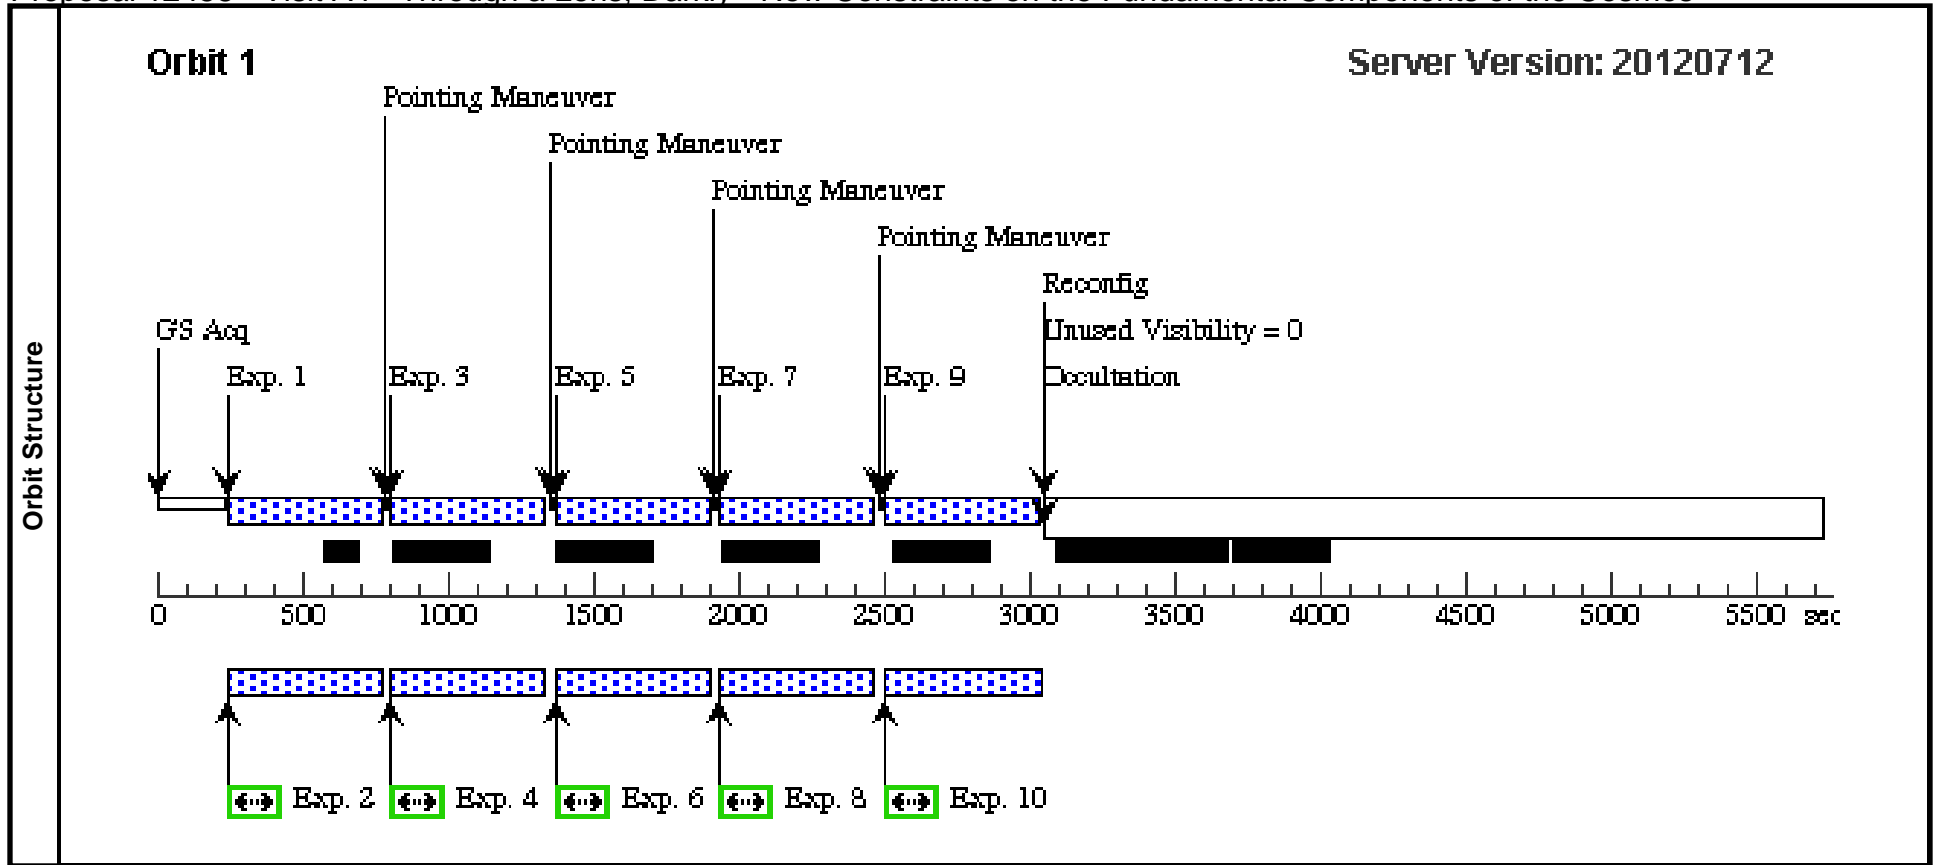 Orbit 1
Server Version: 20120712
Pointing Maneuver
Pointing Maneuver
Pointing Maneuver
Pointing Maneuver
Reconfig
GS Acq
Unused Visibility = 0
Exp. 1
Exp. 3
Exp. 5
Exp. 7
Exp. 9
Occultation
Orbit Structure
0
500
1000
1500
2000
2500
3000
3500
4000
4500
5000
5500
sec
Exp. 2
Exp. 4
Exp. 6
Exp. 8
Exp. 10